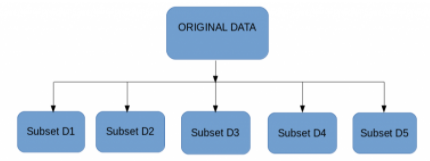 ORIGINAL DATA
Subset D1
Subset D2
Subset D3
Subset D4
Subset D5